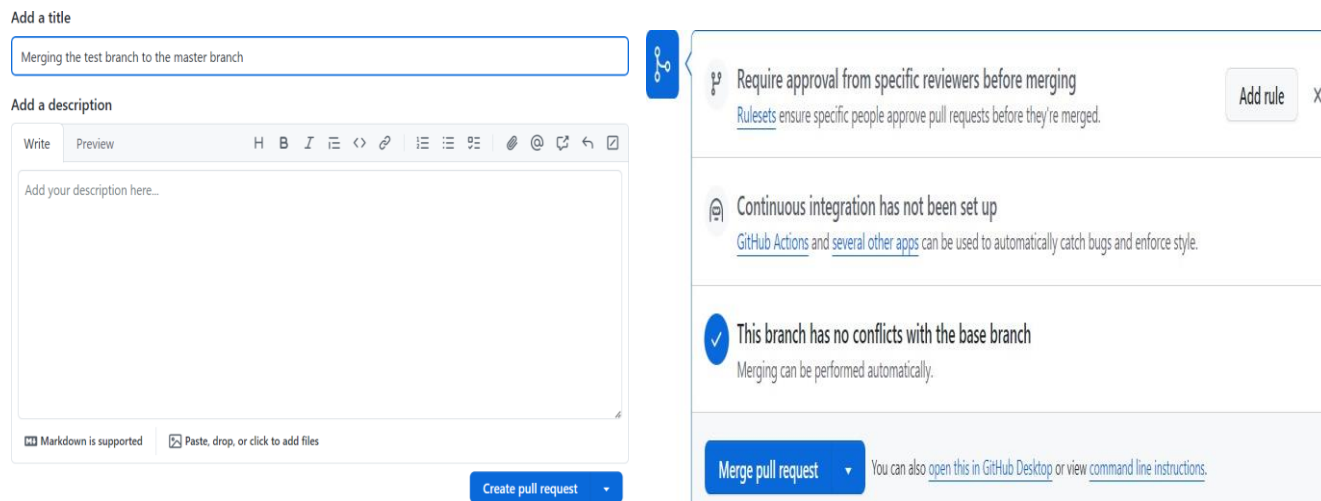 Add a title
Merging the test branch to the master branch
Add a description
Write Preview H B I <>
Add your description here...
Markdown is supported Paste, drop, or click to add files
Create pull request
Require approval from specific reviewers before merging
Rulesets ensure specific people approve pull requests before they're merged.
Add rule X
Continuous integration has not been set up
GitHub Actions and several other apps can be used to automatically catch bugs and enforce style.
This branch has no conflicts with the base branch
Merging can be performed automatically.
Merge pull request You can also open this in GitHub Desktop or view command line instructions.